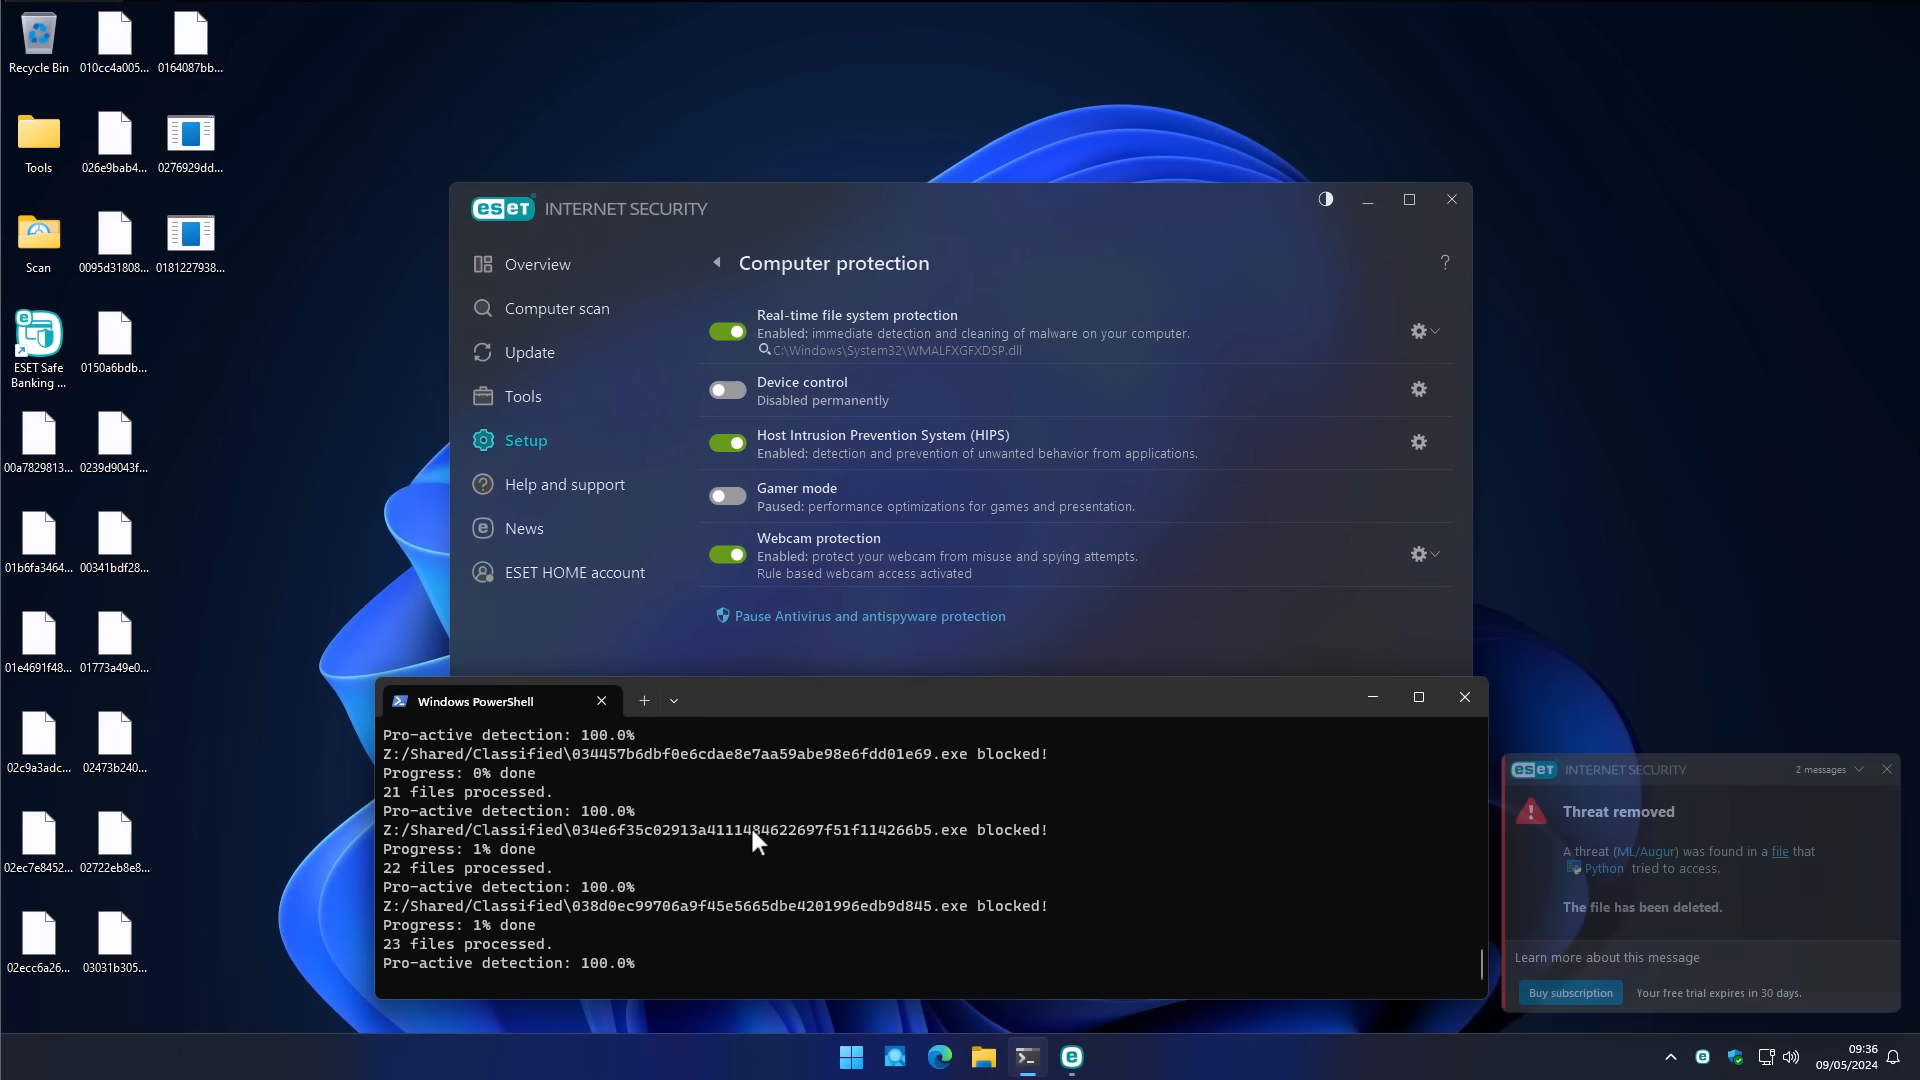 Recycle Bin
010cc4a005...
0164087bb...
Tools
026e9bab4...
0276929dd...
Scan
0095d31808...
0181227938...
ESET Safe
Banking ...
0150a6bdb...
00a7829813...
0239d9043f...
01b6fa3464...
00341bdf28...
01e4691f48...
01773a49e0...
02c9a3adc...
02473b240...
02ec7e8452...
02722eb8e8...
02ecc6a26...
03031b305...
eseT INTERNET SECURITY
Overview
Computer scan
Update
Tools
Setup
Help and support
News
ESET HOME account
Computer protection
?
Real-time file system protection
Enabled: immediate detection and cleaning of malware on your computer.
C:\Windows\System32\WMALFXGFXDSP.dll
Device control
Disabled permanently
Host Intrusion Prevention System (HIPS)
Enabled: detection and prevention of unwanted behavior from applications.
Gamer mode
Paused: performance optimizations for games and presentation.
Webcam protection
Enabled: protect your webcam from misuse and spying attempts.
Rule based webcam access activated
Pause Antivirus and antispyware protection
Windows PowerShell
Pro-active detection: 100.0%
Z:/Shared/Classified\034457b6dbf0e6cdae8e7aa59abe98e6fdd01e69.exe blocked!
Progress: 0% done
21 files processed.
Pro-active detection: 100.0%
Z:/Shared/Classified\034e6f35c02913a4111484622697f51f114266b5.exe blocked!
Progress: 1% done
22 files processed.
Pro-active detection: 100.0%
Z:/Shared/Classified\038d0ec99706a9f45e5665dbe4201996edb9d845.exe blocked!
Progress: 1% done
23 files processed.
Pro-active detection: 100.0%
eseT INTERNET SECURITY
2 messages
Threat removed
A threat (ML/Augur) was found in a file that
Python tried to access.
The file has been deleted.
Learn more about this message
Buy subscription
Your free trial expires in 30 days.
09:36
09/05/2024